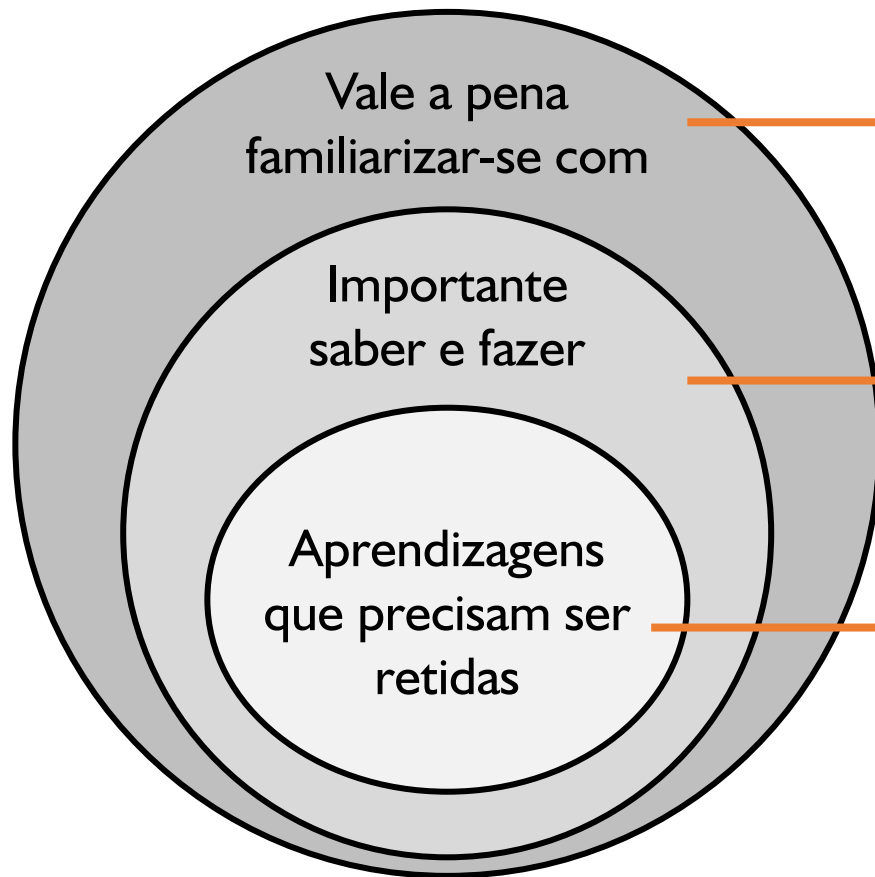 Vale a pena
familiarizar-se com
Importante
saber e fazer
Aprendizagens
que precisam ser
retidas